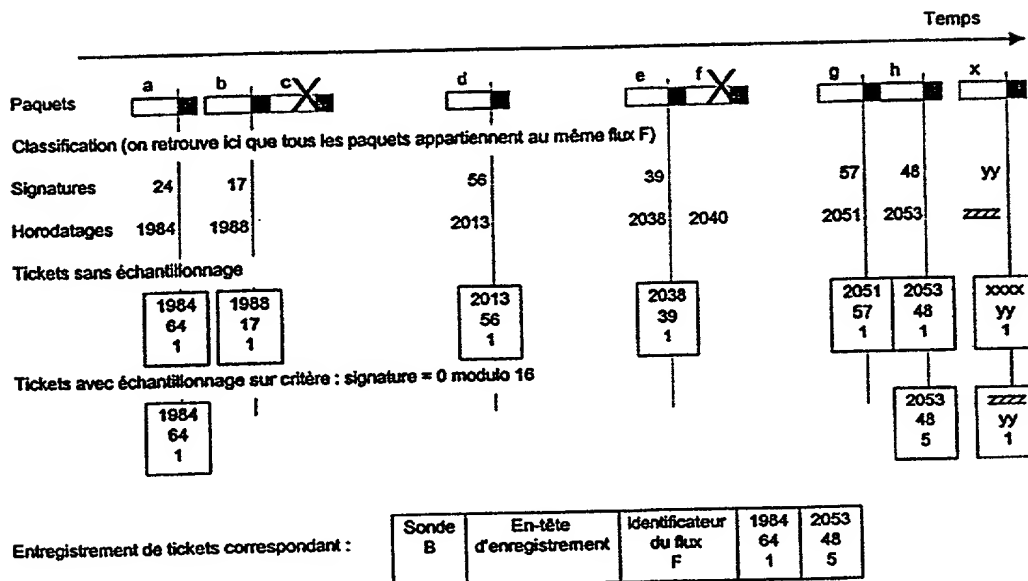 Temps
a b c d e f g h x
Paquets
Classification (on retrouve ici que tous les paquets appartiennent au même flux F)
Signatures 24 17 56 39 57 48 yy
Horodatages 1984 1988 2013 2038 2040 2051 2053 zzzz
Tickets sans échantillonnage
1984 1988 2013 2038 2051 2053 xxxx
64 17 56 39 57 48 yy
1 1 1 1 1 1 1
Tickets avec échantillonnage sur critère : signature = 0 modulo 16
1984 2053 zzzz
64 48 yy
1 5 1
Entregistrement de tickets correspondant :
Sonde B
En-tête d'enregistrement
Identificateur du flux F
1984 64 1
2053 48 5